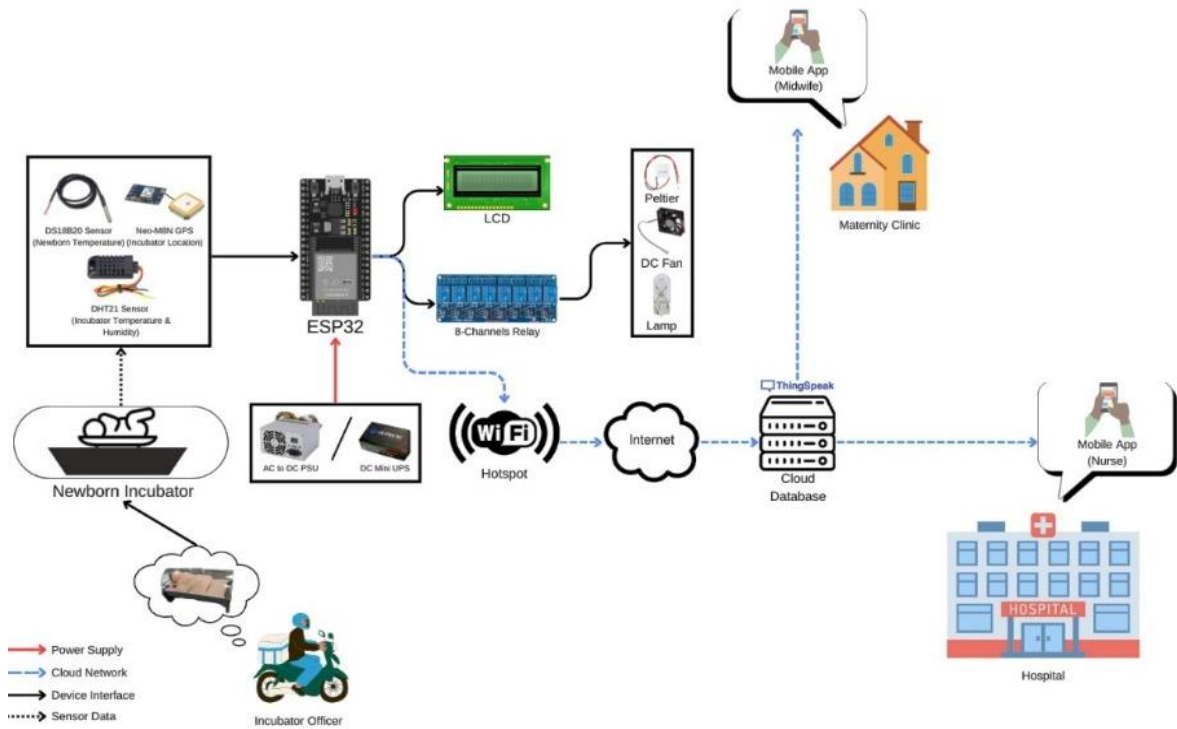 Mobile App
(Midwife)
Maternity Clinic
DS18B20 Sensor
(Newborn Temperature)
Neo-M8N GPS
(Incubator Location)
DHT21 Sensor
(Incubator Temperature &
Humidity)
ESP32
LCD
8-Channels Relay
Peltier
DC Fan
Lamp
AC to DC PSU
DC Mini UPS
WiFi
Hotspot
Internet
ThingSpeak
Cloud
Database
Mobile App
(Nurse)
HOSPITAL
Hospital
Newborn Incubator
Incubator Officer
Power Supply
Cloud Network
Device Interface
Sensor Data